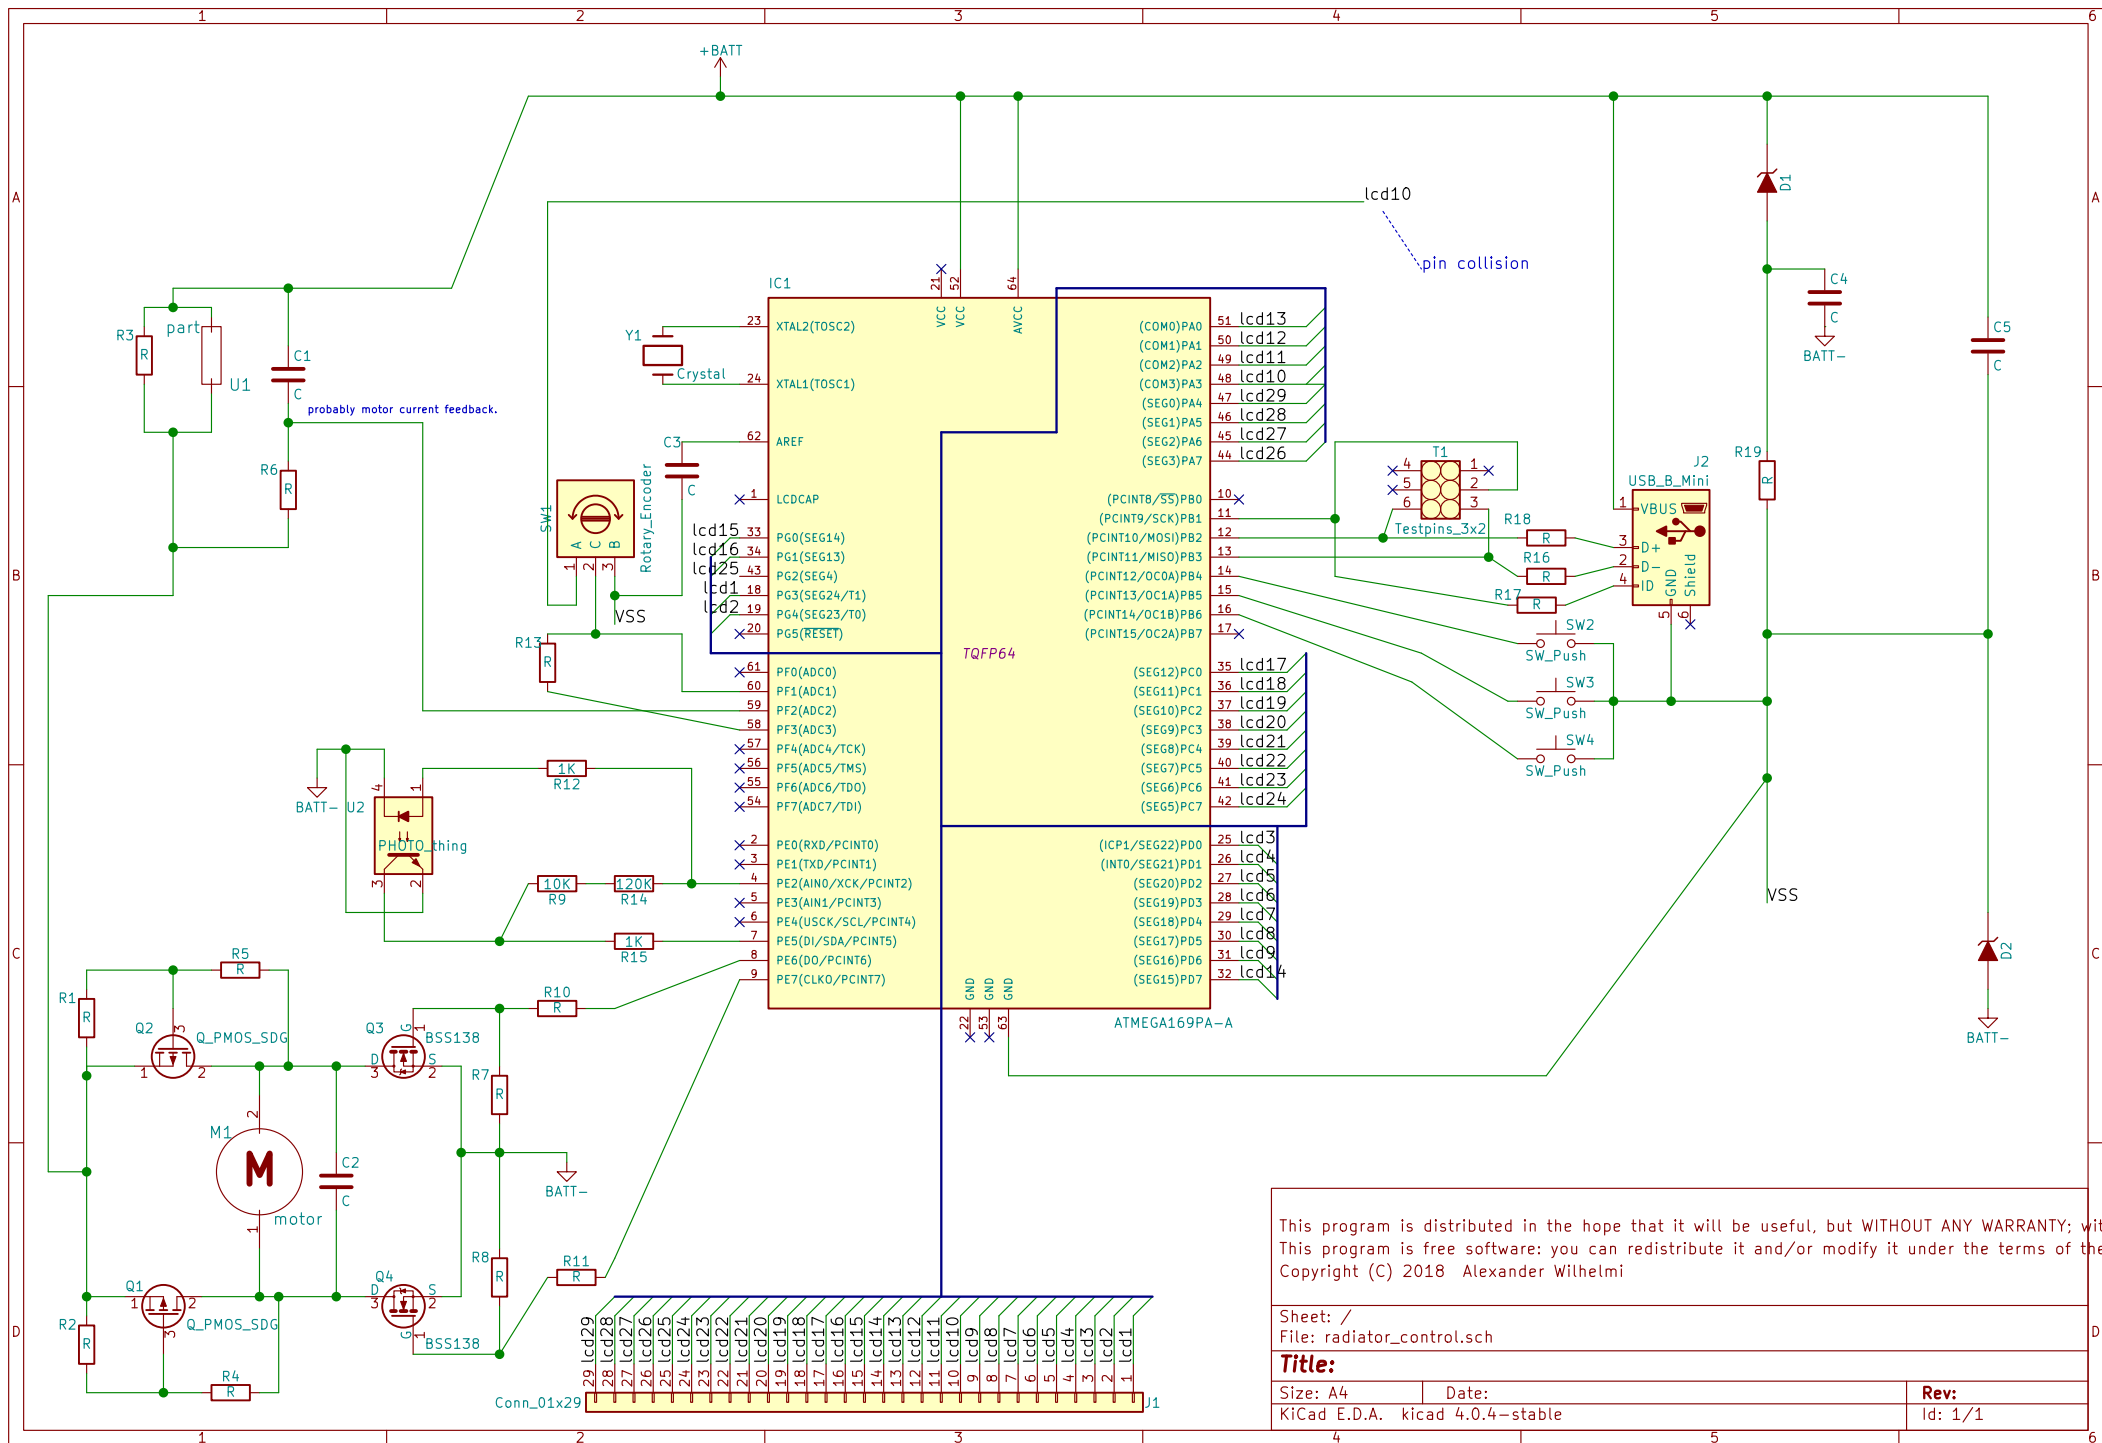 1 2 3 4 5 6
A
B
C
D
+BATT
lcd10
pin collision
D1
C4
C
BATT-
C5
C
R3
R
part
U1
C1
C
probably motor current feedback.
R6
R
IC1
Y1
Crystal
C3
C
SW1
Rotary_Encoder
A
C
B
1
2
3
VSS
R13
R
21
52
64
VCC
VCC
AVCC
23 XTAL2(TOSC2)
24 XTAL1(TOSC1)
62 AREF
1 LCDCAP
lcd15 33 PG0(SEG14)
lcd16 34 PG1(SEG13)
lcd25 43 PG2(SEG4)
lcd1 18 PG3(SEG24/T1)
lcd2 19 PG4(SEG23/T0)
20 PG5(RESET)
61 PF0(ADC0)
60 PF1(ADC1)
59 PF2(ADC2)
58 PF3(ADC3)
57 PF4(ADC4/TCK)
56 PF5(ADC5/TMS)
55 PF6(ADC6/TDO)
54 PF7(ADC7/TDI)
2 PE0(RXD/PCINT0)
3 PE1(TXD/PCINT1)
4 PE2(AIN0/XCK/PCINT2)
5 PE3(AIN1/PCINT3)
6 PE4(USCK/SCL/PCINT4)
7 PE5(DI/SDA/PCINT5)
8 PE6(DO/PCINT6)
9 PE7(CLKO/PCINT7)
TQFP64
(COM0)PA0 51 lcd13
(COM1)PA1 50 lcd12
(COM2)PA2 49 lcd11
(COM3)PA3 48 lcd10
(SEG0)PA4 47 lcd29
(SEG1)PA5 46 lcd28
(SEG2)PA6 45 lcd27
(SEG3)PA7 44 lcd26
(PCINT8/SS)PB0 10
(PCINT9/SCK)PB1 11
(PCINT10/MOSI)PB2 12
(PCINT11/MISO)PB3 13
(PCINT12/OC0A)PB4 14
(PCINT13/OC1A)PB5 15
(PCINT14/OC1B)PB6 16
(PCINT15/OC2A)PB7 17
(SEG12)PC0 35 lcd17
(SEG11)PC1 36 lcd18
(SEG10)PC2 37 lcd19
(SEG9)PC3 38 lcd20
(SEG8)PC4 39 lcd21
(SEG7)PC5 40 lcd22
(SEG6)PC6 41 lcd23
(SEG5)PC7 42 lcd24
(ICP1/SEG22)PD0 25 lcd3
(INT0/SEG21)PD1 26 lcd4
(SEG20)PD2 27 lcd5
(SEG19)PD3 28 lcd6
(SEG18)PD4 29 lcd7
(SEG17)PD5 30 lcd8
(SEG16)PD6 31 lcd9
(SEG15)PD7 32 lcd14
GND
GND
GND
22
53
63
ATMEGA169PA-A
T1
4 1
5 2
6 3
Testpins_3x2
R18
R
R16
R
R17
R
J2
USB_B_Mini
1 VBUS
3 D+
2 D-
4 ID
GND
Shield
5
6
R19
R
SW2
SW_Push
SW3
SW_Push
SW4
SW_Push
VSS
D2
BATT-
BATT-
U2
4
1
PHOTO_thing
3
2
1K
R12
10K
R9
120K
R14
1K
R15
R1
R
R5
R
Q2
3
Q_PMOS_SDG
1
2
Q3
G
1
BSS138
D
S
3
2
R10
R
R7
R
M1
2
M
1
motor
C2
C
BATT-
Q1
1
2
3
Q_PMOS_SDG
R2
R
R4
R
Q4
D
S
3
2
G
1
BSS138
R8
R
R11
R
lcd29 lcd28 lcd27 lcd26 lcd25 lcd24 lcd23 lcd22 lcd21 lcd20 lcd19 lcd18 lcd17 lcd16 lcd15 lcd14 lcd13 lcd12 lcd11 lcd10 lcd9 lcd8 lcd7 lcd6 lcd5 lcd4 lcd3 lcd2 lcd1
29 28 27 26 25 24 23 22 21 20 19 18 17 16 15 14 13 12 11 10 9 8 7 6 5 4 3 2 1
Conn_01x29
J1
This program is distributed in the hope that it will be useful, but WITHOUT ANY WARRANTY;
This program is free software: you can redistribute it and/or modify it under the terms of the
Copyright (C) 2018 Alexander Wilhelmi
Sheet: /
File: radiator_control.sch
Title:
Size: A4 Date: Rev:
KiCad E.D.A. kicad 4.0.4-stable Id: 1/1
A
B
C
D
1 2 3 4 5 6